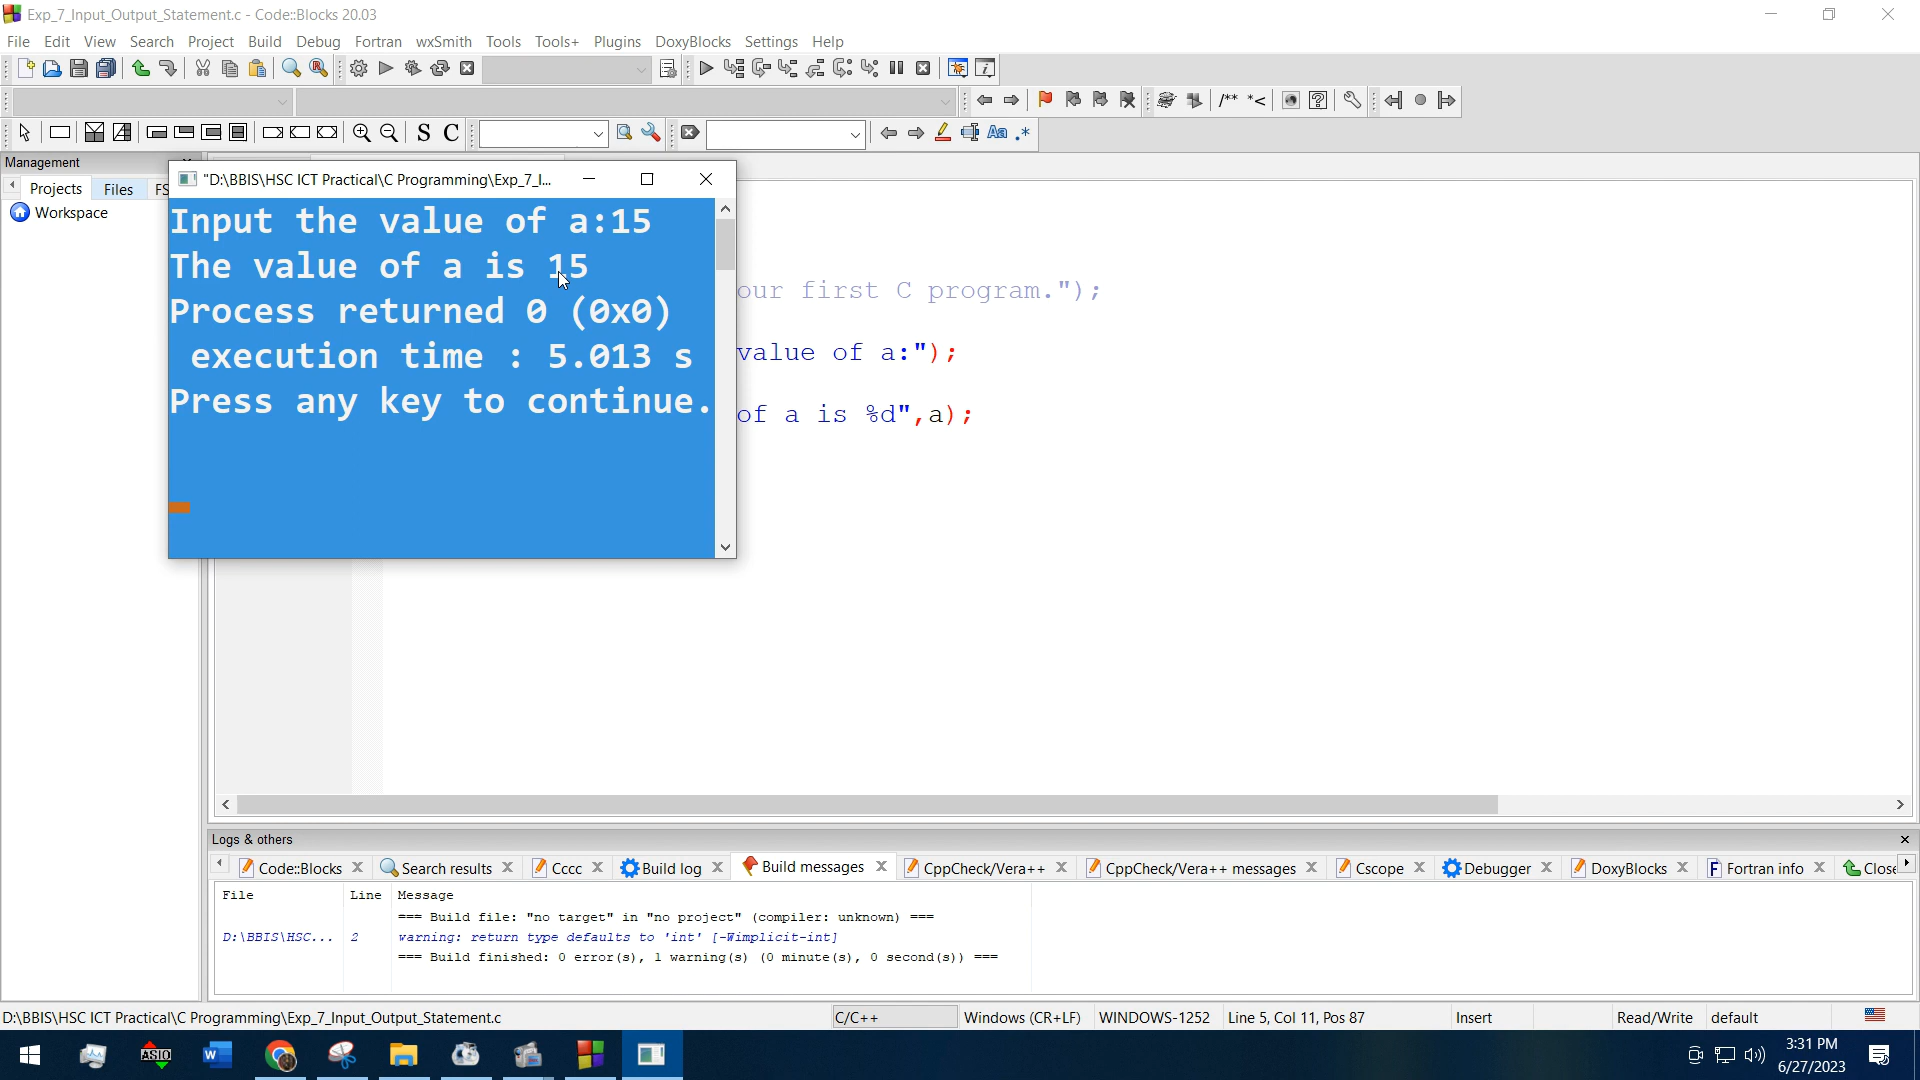 Exp_7_Input_Output_Statement.c - Code::Blocks 20.03
File Edit View Search Project Build Debug Fortran wxSmith Tools Tools+ Plugins DoxyBlocks Settings Help
/** *<
S C Aa .*
Management
Projects Files FS
Workspace
"D:\BBIS\HSC ICT Practical\C Programming\Exp_7_I...
Input the value of a:15
The value of a is 15
Process returned 0 (0x0)
execution time : 5.013 s
Press any key to continue.
our first C program.");
value of a:");
of a is %d",a);
Logs & others
Code::Blocks Search results Cccc Build log Build messages CppCheck/Vera++ CppCheck/Vera++ messages Cscope Debugger DoxyBlocks Fortran info Close
File Line Message
=== Build file: "no target" in "no project" (compiler: unknown) ===
D:\BBIS\HSC... 2 warning: return type defaults to 'int' [-Wimplicit-int]
=== Build finished: 0 error(s), 1 warning(s) (0 minute(s), 0 second(s)) ===
D:\BBIS\HSC ICT Practical\C Programming\Exp_7_Input_Output_Statement.c C/C++ Windows (CR+LF) WINDOWS-1252 Line 5, Col 11, Pos 87 Insert Read/Write default
ASIO
3:31 PM
6/27/2023